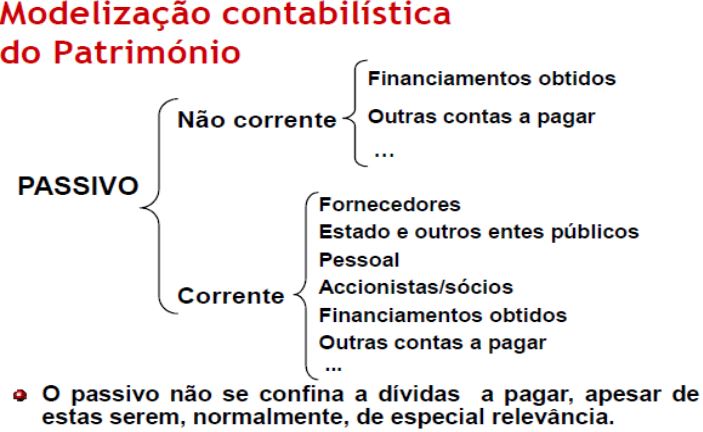 Modelização contabilística
do Património
PASSIVO
Não corrente
Financiamentos obtidos
Outras contas a pagar
...
Corrente
Fornecedores
Estado e outros entes públicos
Pessoal
Accionistas/sócios
Financiamentos obtidos
Outras contas a pagar
...
O passivo não se confina a dívidas a pagar, apesar de
estas serem, normalmente, de especial relevância.